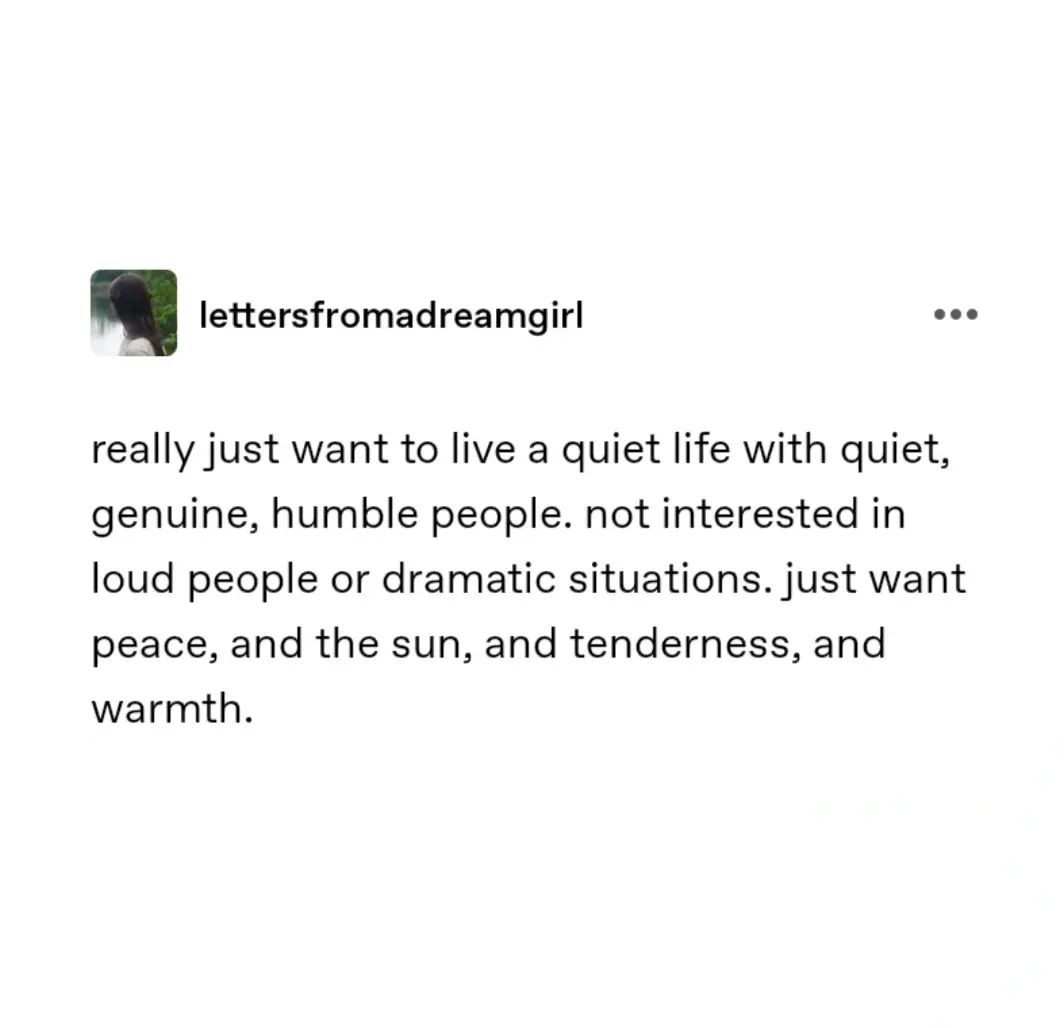 lettersfromadreamgirl
really just want to live a quiet life with quiet,
genuine, humble people. not interested in
loud people or dramatic situations. just want
peace, and the sun, and tenderness, and
warmth.